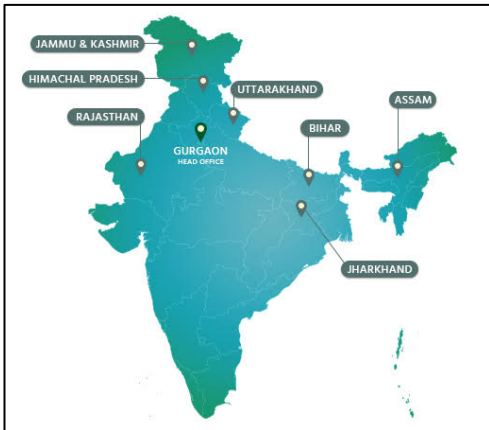 JAMMU & KASHMIR
HIMACHAL PRADESH
UTTARAKHAND
ASSAM
RAJASTHAN
BIHAR
GURGAON
HEAD OFFICE
JHARKHAND